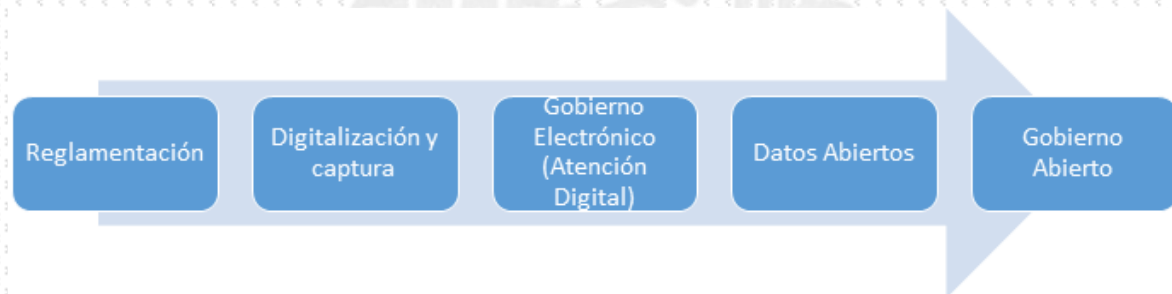 Reglamentación
Digitalización y
captura
Gobierno
Electrónico
(Atención
Digital)
Datos Abiertos
Gobierno
Abierto